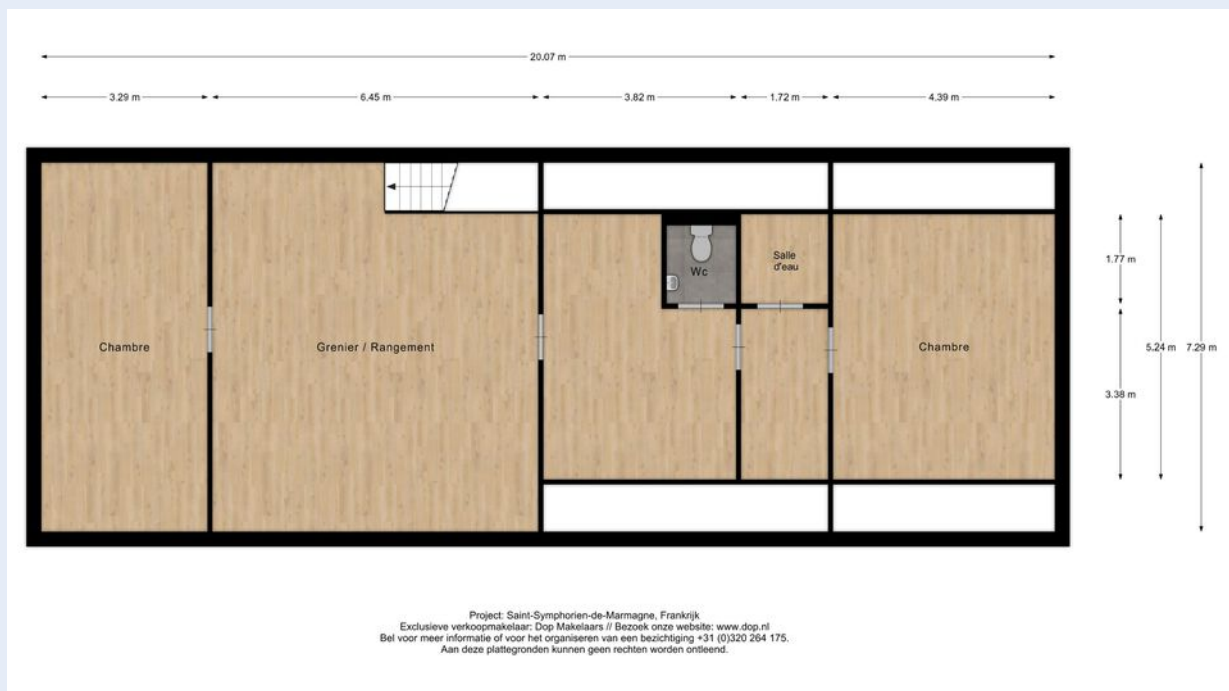 20.07 m
3.29 m
6.45 m
3.82 m
1.72 m
4.39 m
Wc
Salle
d'eau
1.77 m
Chambre
Grenier / Rangement
Chambre
5.24 m
7.29 m
3.38 m
Project: Saint-Symphorien-de-Marmagne, Frankrijk
Exclusieve verkoopmakelaar: Dop Makelaars // Bezoek onze website: www.dop.nl
Bel voor meer informatie of voor het organiseren van een bezichtiging +31 (0)320 264 175.
Aan deze plattegronden kunnen geen rechten worden ontleend.